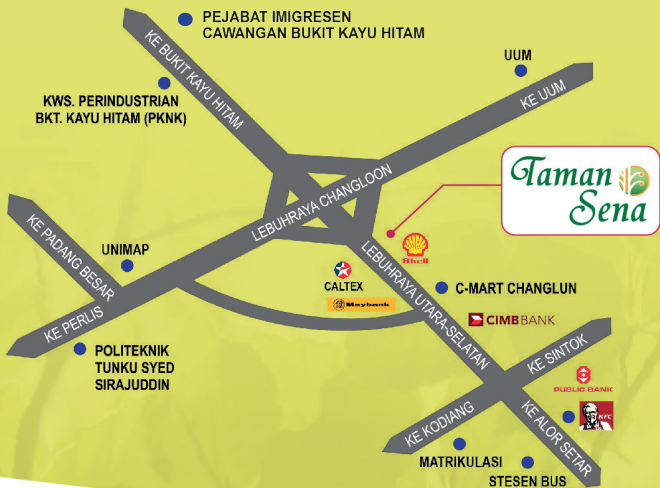 PEJABAT IMIGRESEN
CAWANGAN BUKIT KAYU HITAM
KE BUKIT KAYU HITAM
UUM
KWS. PERINDUSTRIAN
BKT. KAYU HITAM (PKNK)
KE UUM
Taman
Sena
LEBUHRAYA CHANGLOON
KE PADANG BESAR
UNIMAP
Shell
LEBUHRAYA UTARA-SELATAN
CALTEX
C-MART CHANGLUN
Maybank
CIMBBANK
KE PERLIS
POLITEKNIK
TUNKU SYED
SIRAJUDDIN
KE SINTOK
PUBLIC BANK
KE ALOR SETAR
KFC
KE KODIANG
MATRIKULASI
STESEN BUS